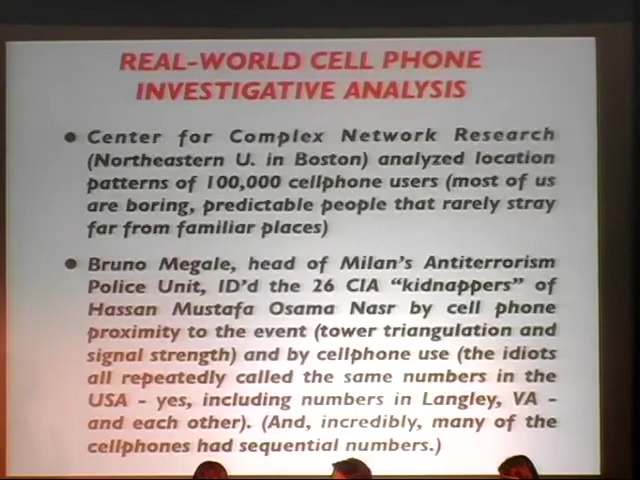 REAL-WORLD CELL PHONE
INVESTIGATIVE ANALYSIS
● Center for Complex Network Research
(Northeastern U. in Boston) analyzed location
patterns of 100,000 cellphone users (most of us
are boring, predictable people that rarely stray
far from familiar places)
● Bruno Megale, head of Milan's Antiterrorism
Police Unit, ID'd the 26 CIA "kidnappers" of
Hassan Mustafa Osama Nasr by cell phone
proximity to the event (tower triangulation and
signal strength) and by cellphone use (the idiots
all repeatedly called the same numbers in the
USA - yes, including numbers in Langley, VA -
and each other). (And, incredibly, many of the
cellphones had sequential numbers.)